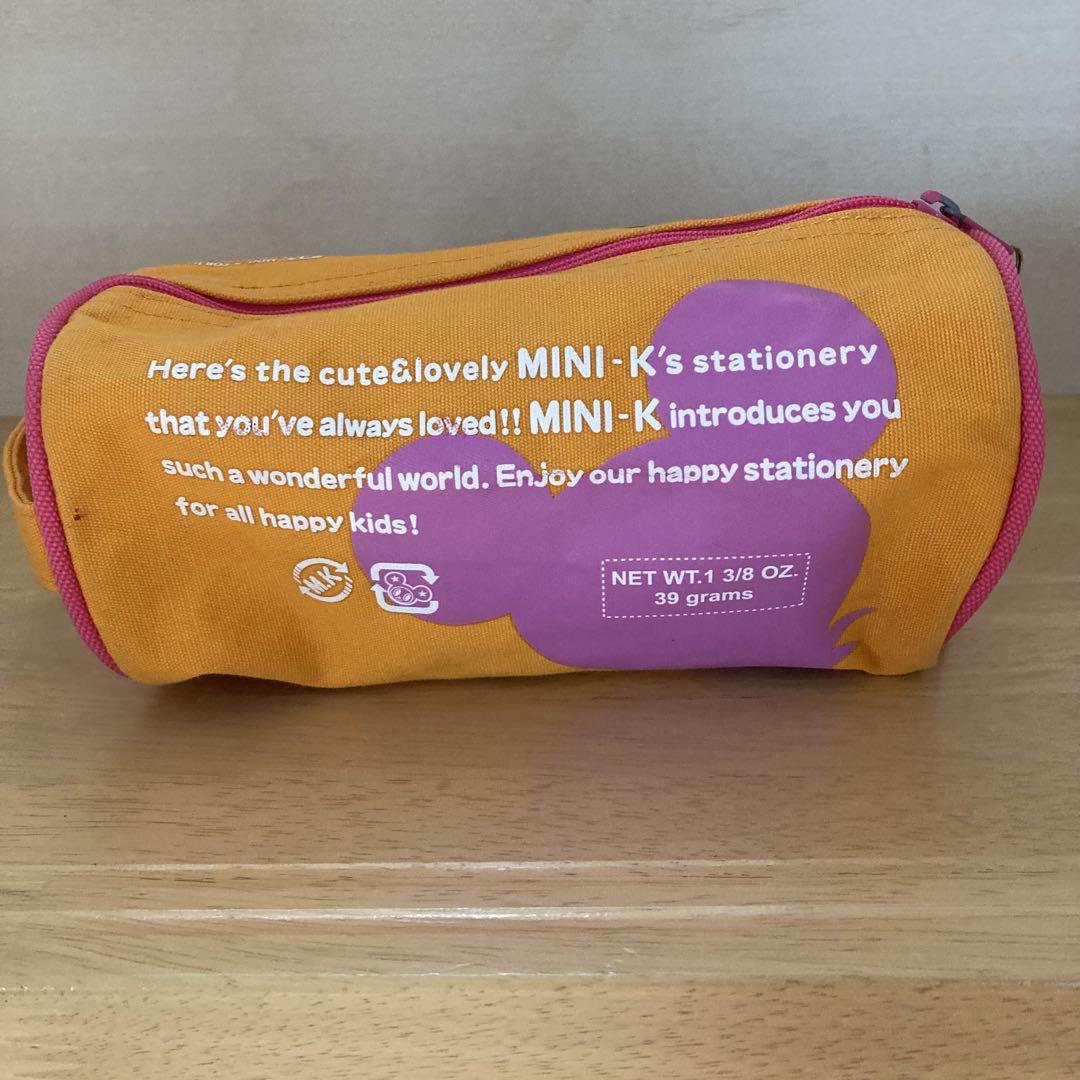 Here's the cute&lovely MINI-K's stationery
that you've always loved!! MINI-K introduces you
such a wonderful world. Enjoy our happy stationery
for all happy kids!
M.K
NET WT.1 3/8 OZ.
39 grams